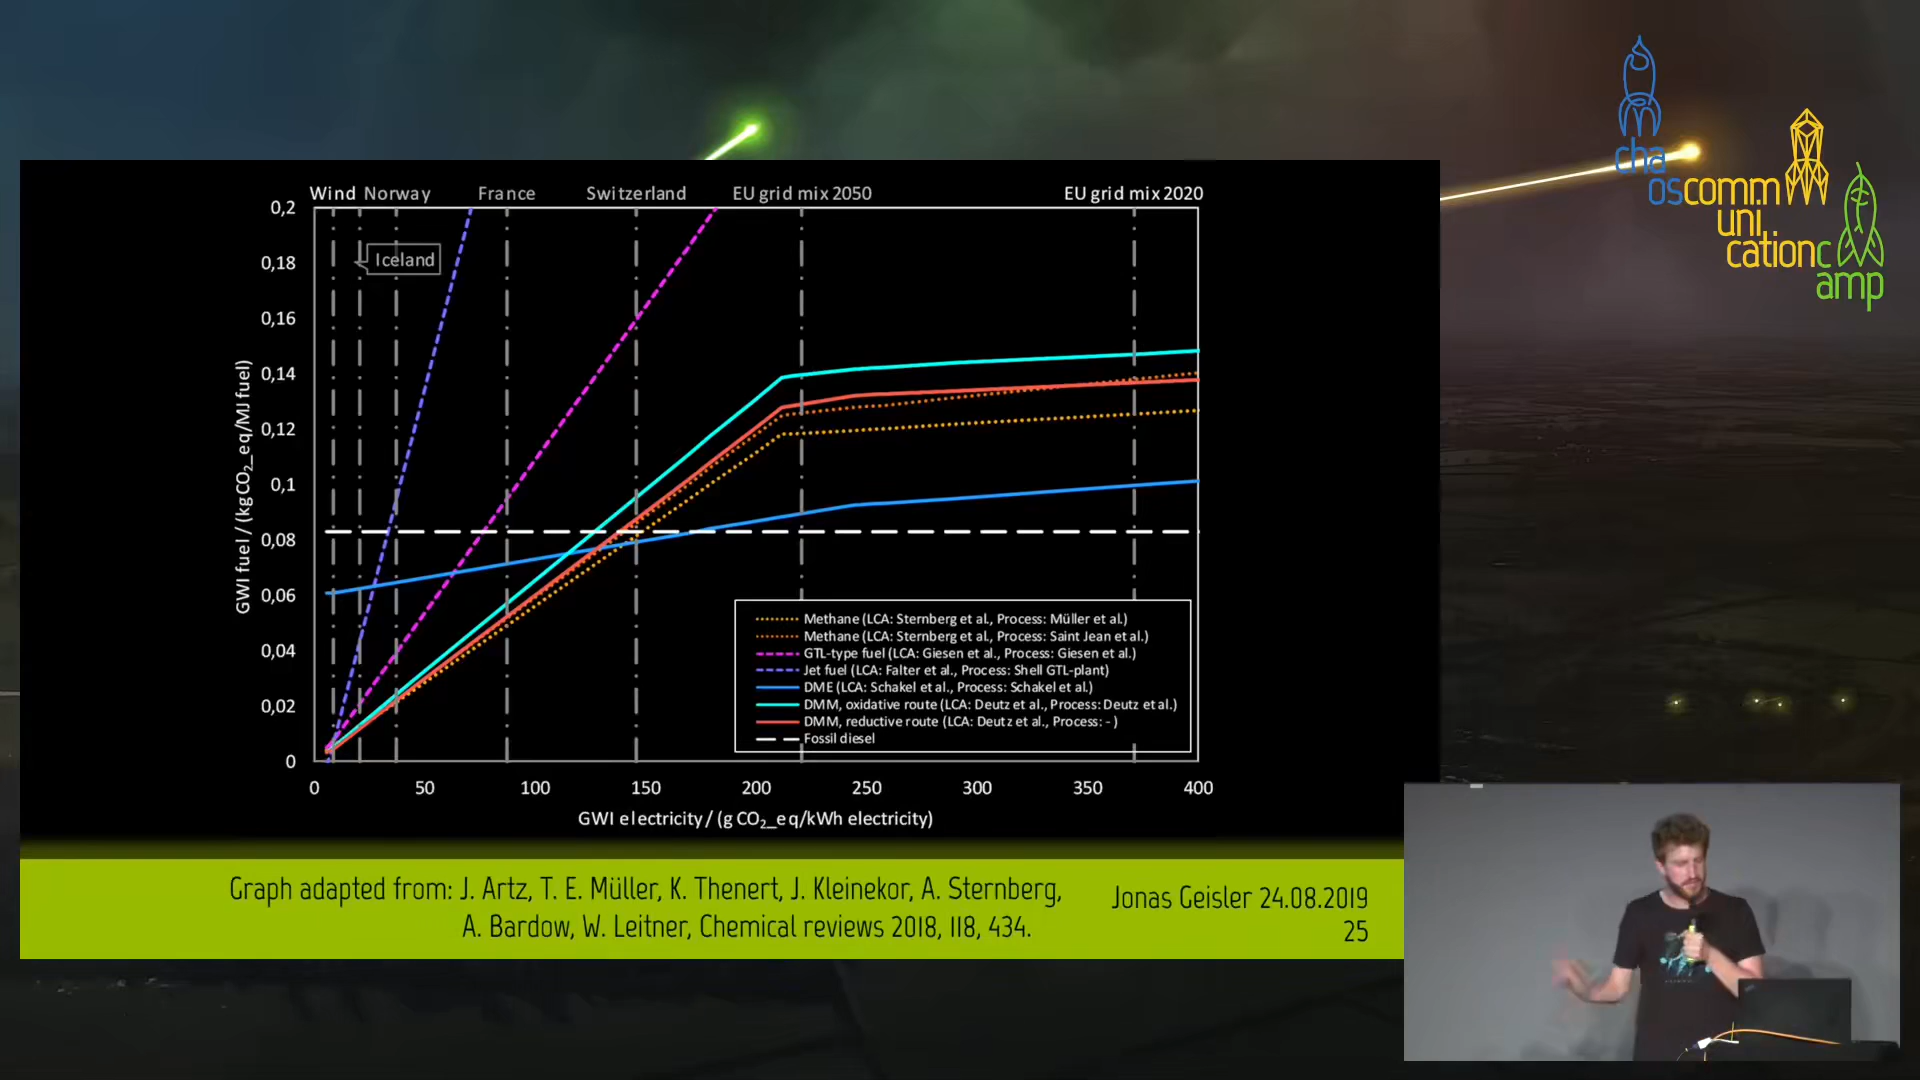 cha
oscommm
uni
cationc
amp
Wind Norway France Switzerland EU grid mix 2050 EU grid mix 2020
Iceland
0,2
0,18
0,16
0,14
0,12
0,1
0,08
0,06
0,04
0,02
0
GWI fuel / (kgCO₂_eq/MJ fuel)
Methane (LCA: Sternberg et al., Process: Müller et al.)
Methane (LCA: Sternberg et al., Process: Saint Jean et al.)
GTL-type fuel (LCA: Giesen et al., Process: Giesen et al.)
Jet fuel (LCA: Falter et al., Process: Shell GTL-plant)
DME (LCA: Schakel et al., Process: Schakel et al.)
DMM, oxidative route (LCA: Deutz et al., Process: Deutz et al.)
DMM, reductive route (LCA: Deutz et al., Process: - )
Fossil diesel
0 50 100 150 200 250 300 350 400
GWI electricity / (g CO₂_eq/kWh electricity)
Graph adapted from: J. Artz, T. E. Müller, K. Thenert, J. Kleinekor, A. Sternberg,
A. Bardow, W. Leitner, Chemical reviews 2018, 118, 434.
Jonas Geisler 24.08.2019
25